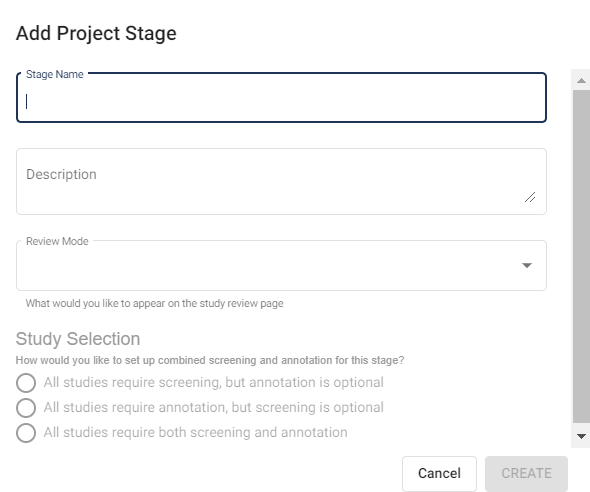 Add Project Stage
Stage Name
Description
Review Mode
What would you like to appear on the study review page
Study Selection
How would you like to set up combined screening and annotation for this stage?
All studies require screening, but annotation is optional
All studies require annotation, but screening is optional
All studies require both screening and annotation
Cancel
CREATE